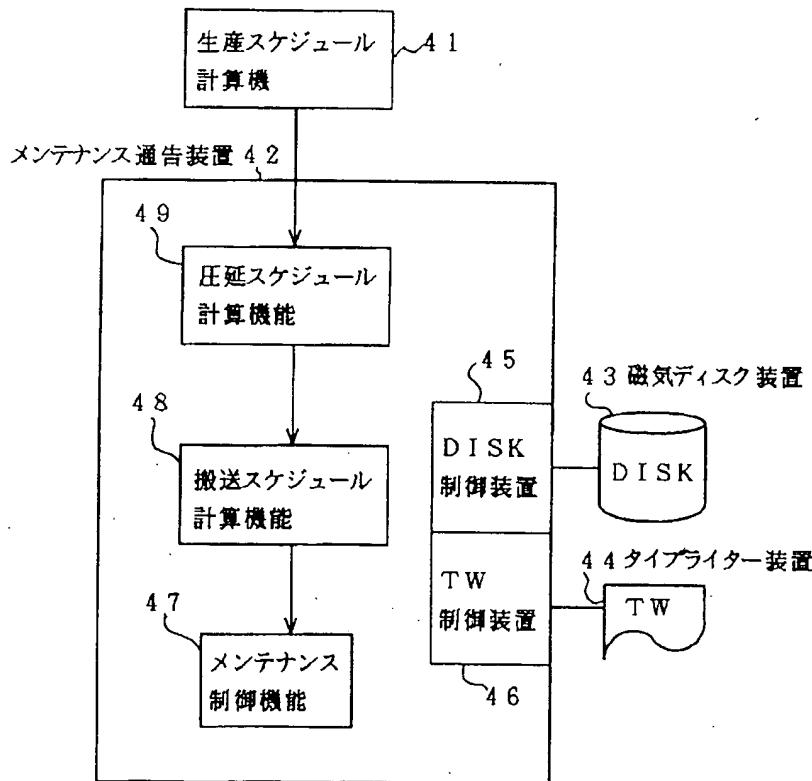 生産スケジュール
計算機
41
メンテナンス通告装置 42
49
圧延スケジュール
計算機能
48
搬送スケジュール
計算機能
47
メンテナンス
制御機能
45
DISK
制御装置
43 磁気ディスク装置
DISK
TW
制御装置
46
44 タイプライター装置
TW